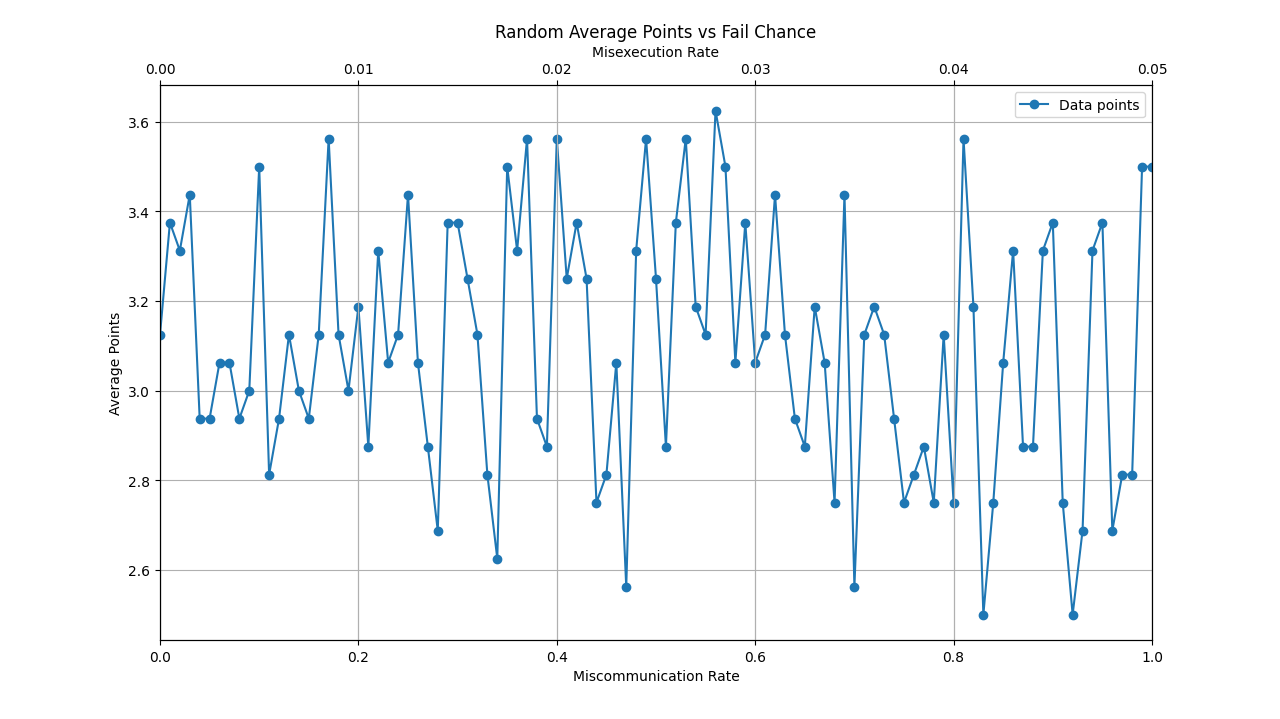 Random Average Points vs Fail Chance
Misexecution Rate
0.00 0.01 0.02 0.03 0.04 0.05
Data points
3.6
3.4
3.2
3.0
2.8
2.6
Average Points
0.0 0.2 0.4 0.6 0.8 1.0
Miscommunication Rate